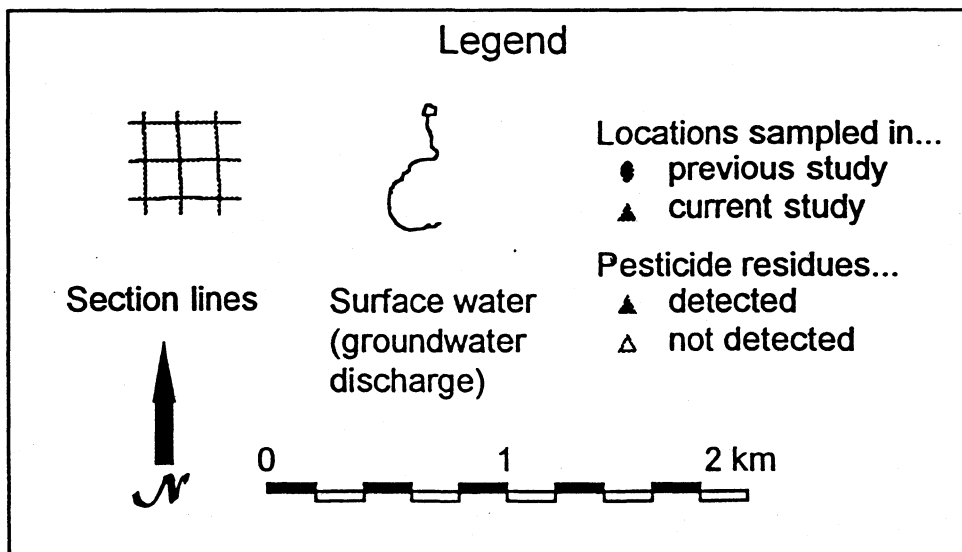 Legend
Locations sampled in...
previous study
current study
Pesticide residues...
detected
not detected
Section lines
Surface water
(groundwater
discharge)
N
0 1 2 km